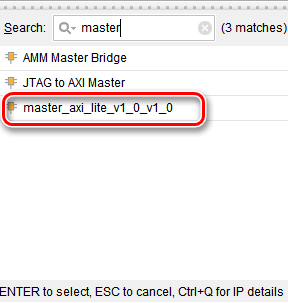 Search: master (3 matches)
AMM Master Bridge
JTAG to AXI Master
master_axi_lite_v1_0_v1_0
ENTER to select, ESC to cancel, Ctrl+Q for IP details